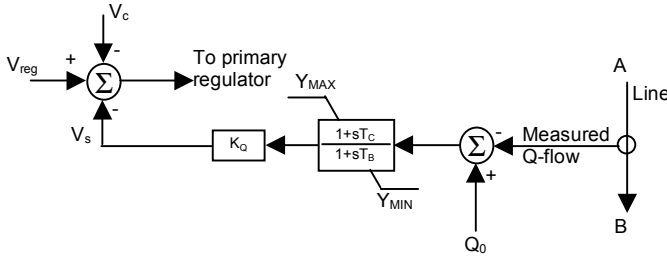 V_c
-
V_reg
+
Σ
To primary
regulator
-
V_s
K_Q
Y_MAX
1+sT_C
1+sT_B
Y_MIN
Σ
-
+
Q_0
Measured
Q-flow
A
Line
B